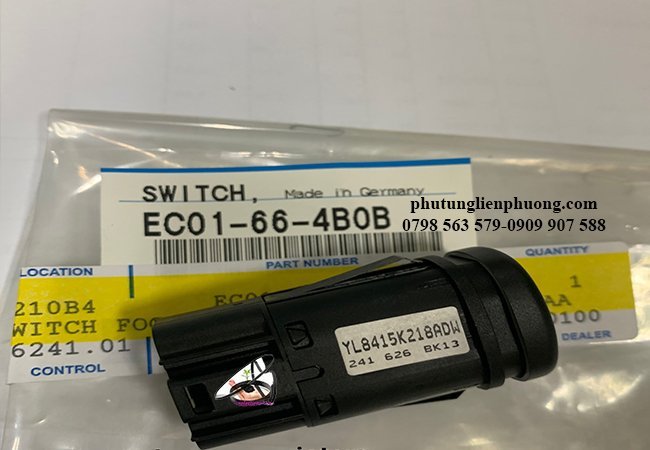 SWITCH, Made in Germany
EC01-66-4B0B
phutunglienphuong.com
0798 563 579-0909 907 588
LOCATION
PART NUMBER
QUANTITY
210B4
1
WITCH
AA
6241.01
0100
CONTROL
DEALER
YL8415K218ADW
241 626 BK13